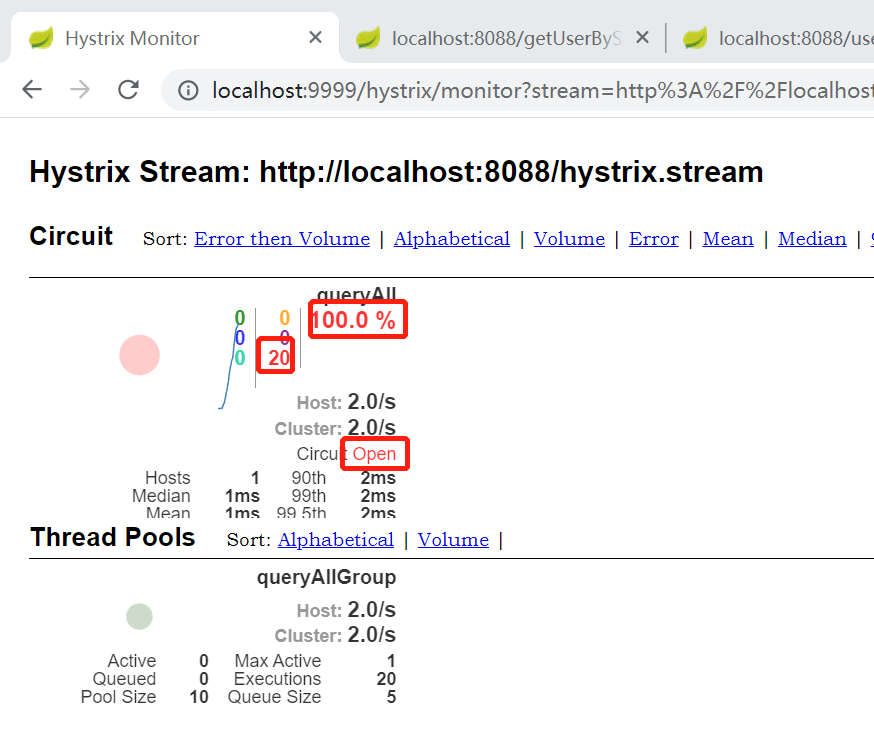 Hystrix Monitor localhost:8088/getUserByS localhost:8088/use
localhost:9999/hystrix/monitor?stream=http%3A%2F%2Flocalhost
Hystrix Stream: http://localhost:8088/hystrix.stream
Circuit Sort: Error then Volume | Alphabetical | Volume | Error | Mean | Median |
queryAll
0 0 100.0 %
0 0
0 20
Host: 2.0/s
Cluster: 2.0/s
Circuit Open
Hosts 1 90th 2ms
Median 1ms 99th 2ms
Mean 1ms 99.5th 2ms
Thread Pools Sort: Alphabetical | Volume |
queryAllGroup
Host: 2.0/s
Cluster: 2.0/s
Active 0 Max Active 1
Queued 0 Executions 20
Pool Size 10 Queue Size 5